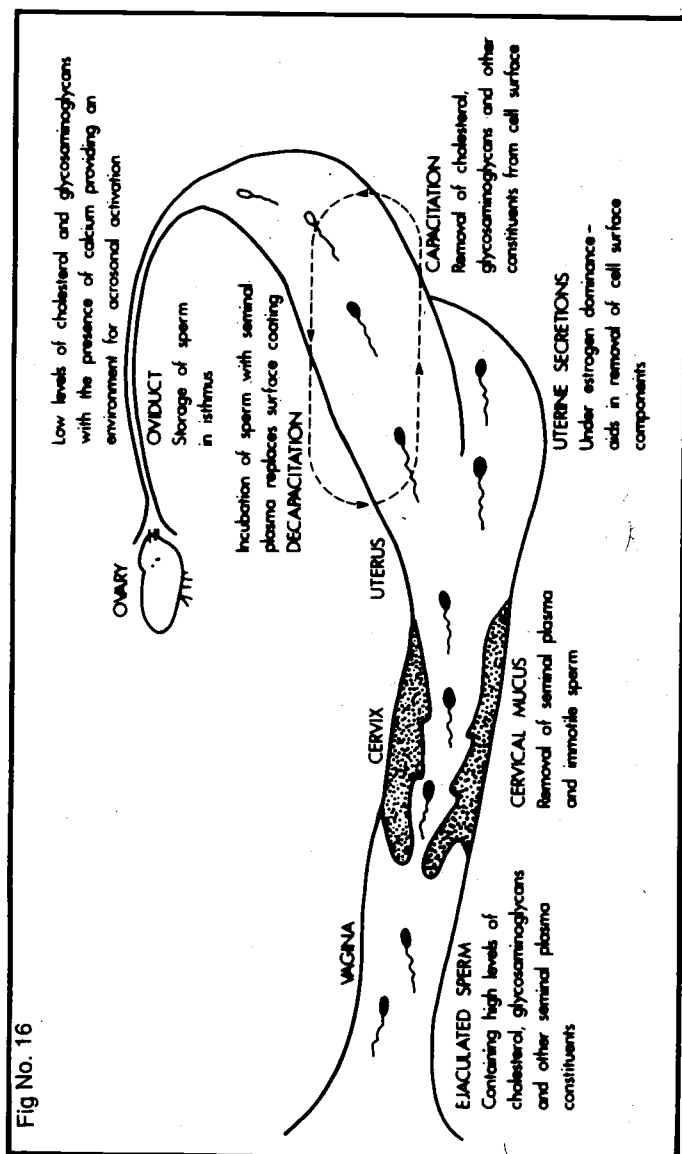 Fig No. 16
Low levels of cholesterol and glycosaminoglycans
with the presence of calcium providing an
environment for acrosonal activation
OVARY
OVIDUCT
Storage of sperm
in isthmus
Incubation of sperm with seminal
plasma replaces surface coating
DECAPACITATION
CAPACITATION
Removal of cholesteral,
glycosaminoglycans and other
constituents from cell surface
UTERUS
UTERINE SECRETIONS
Under estrogen dominance-
aids in removal of cell surface
components
CERVIX
CERVICAL MUCUS
Removal of seminal plasma
and immotile sperm
VAGINA
EJACULATED SPERM
Containing high levels of
cholesteral, glycosaminoglycans
and other seminal plasma
constituents